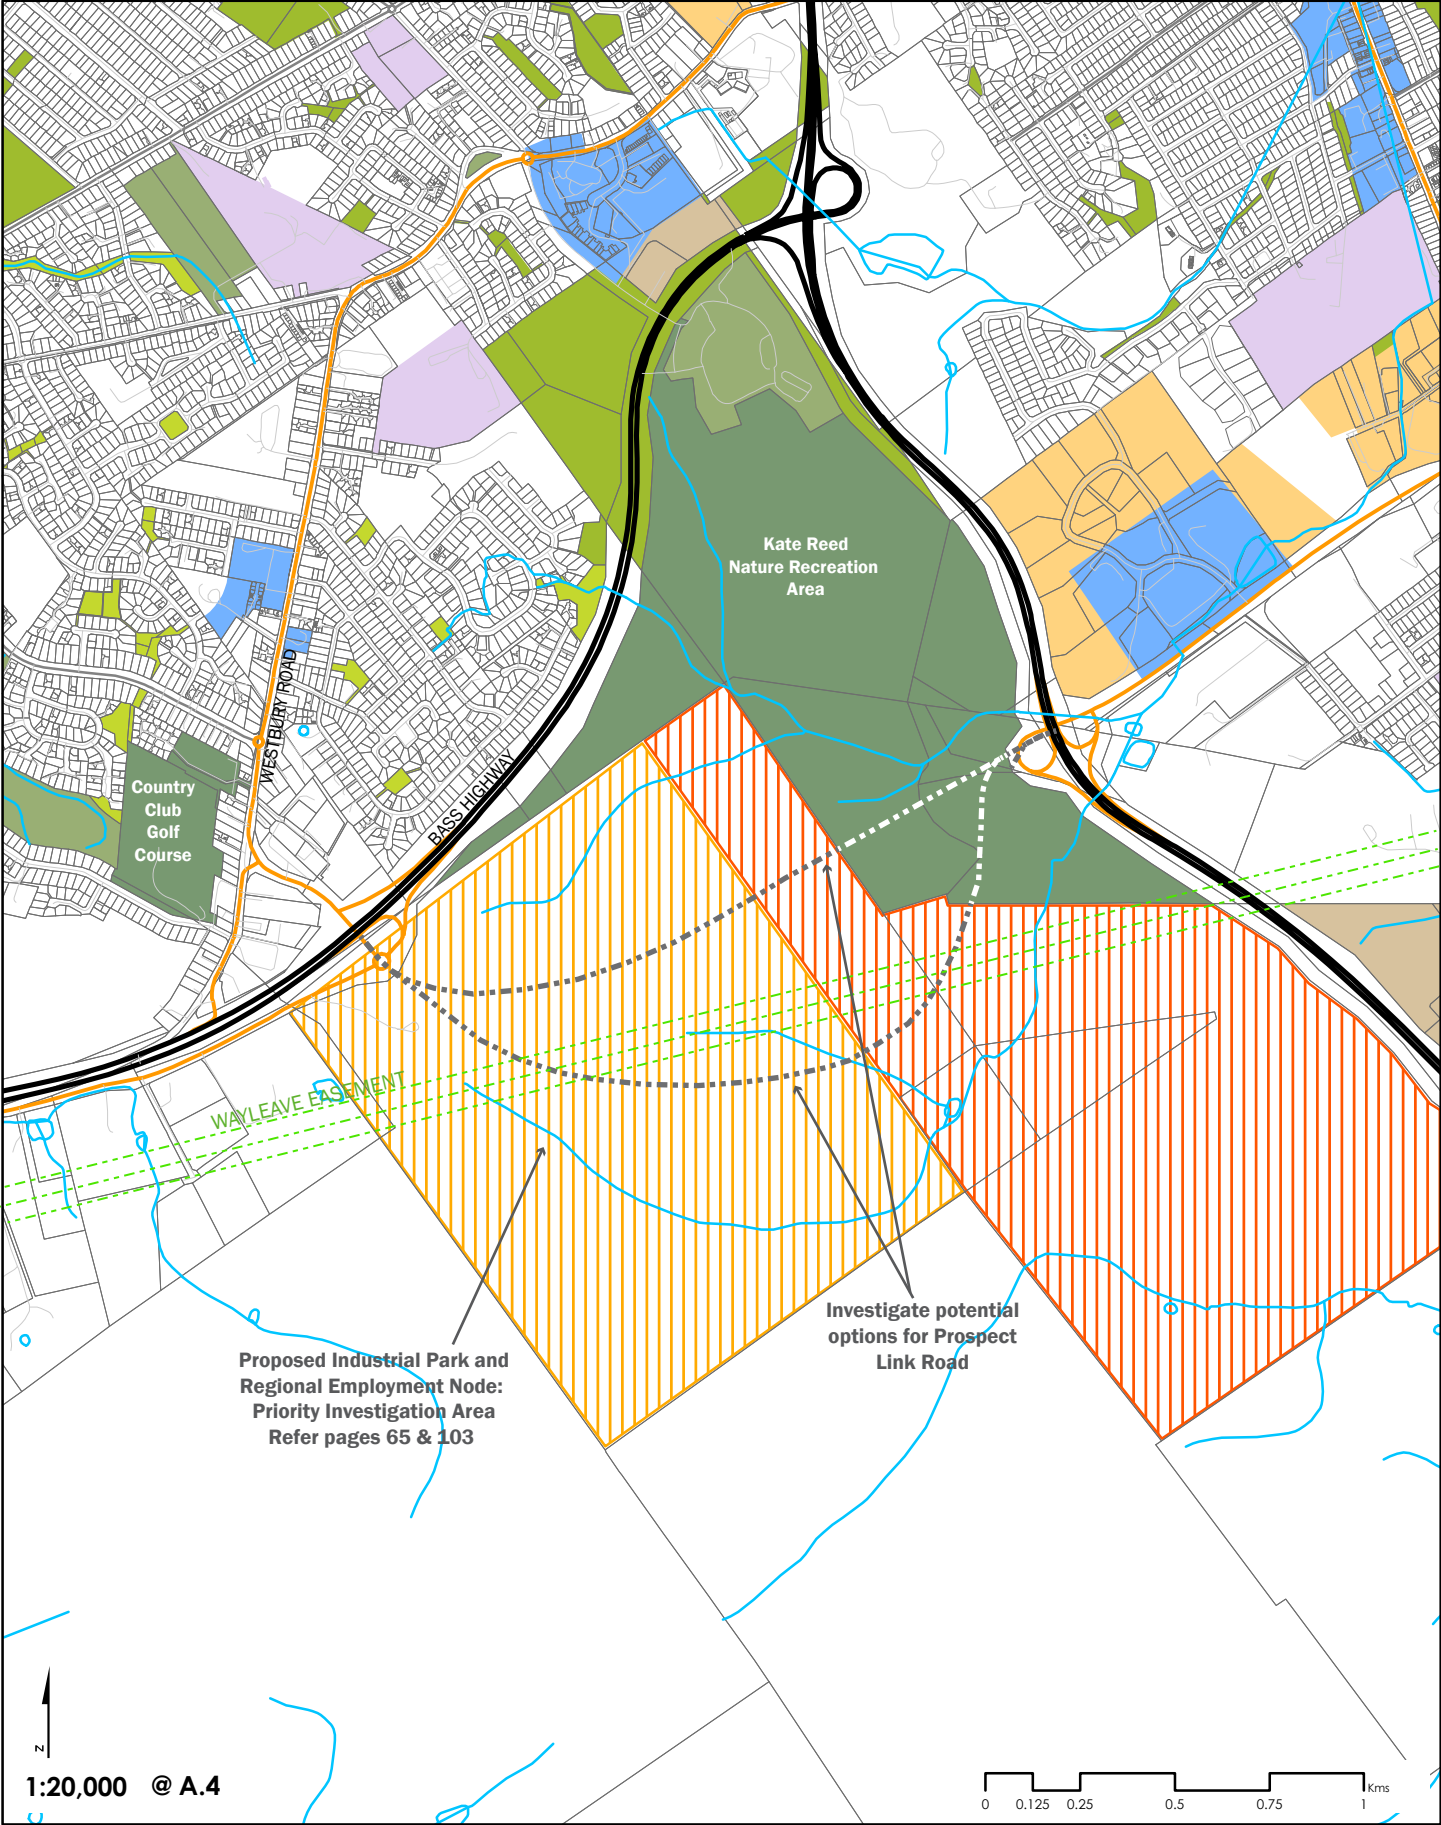 Kate Reed
Nature Recreation
Area
WESTBURY ROAD
BASS HIGHWAY
Country
Club
Golf
Course
WAYLEAVE EASEMENT
Investigate potential
options for Prospect
Link Road
Proposed Industrial Park and
Regional Employment Node:
Priority Investigation Area
Refer pages 65 & 103
Z
1:20,000 @ A.4
Kms
0 0.125 0.25 0.5 0.75 1